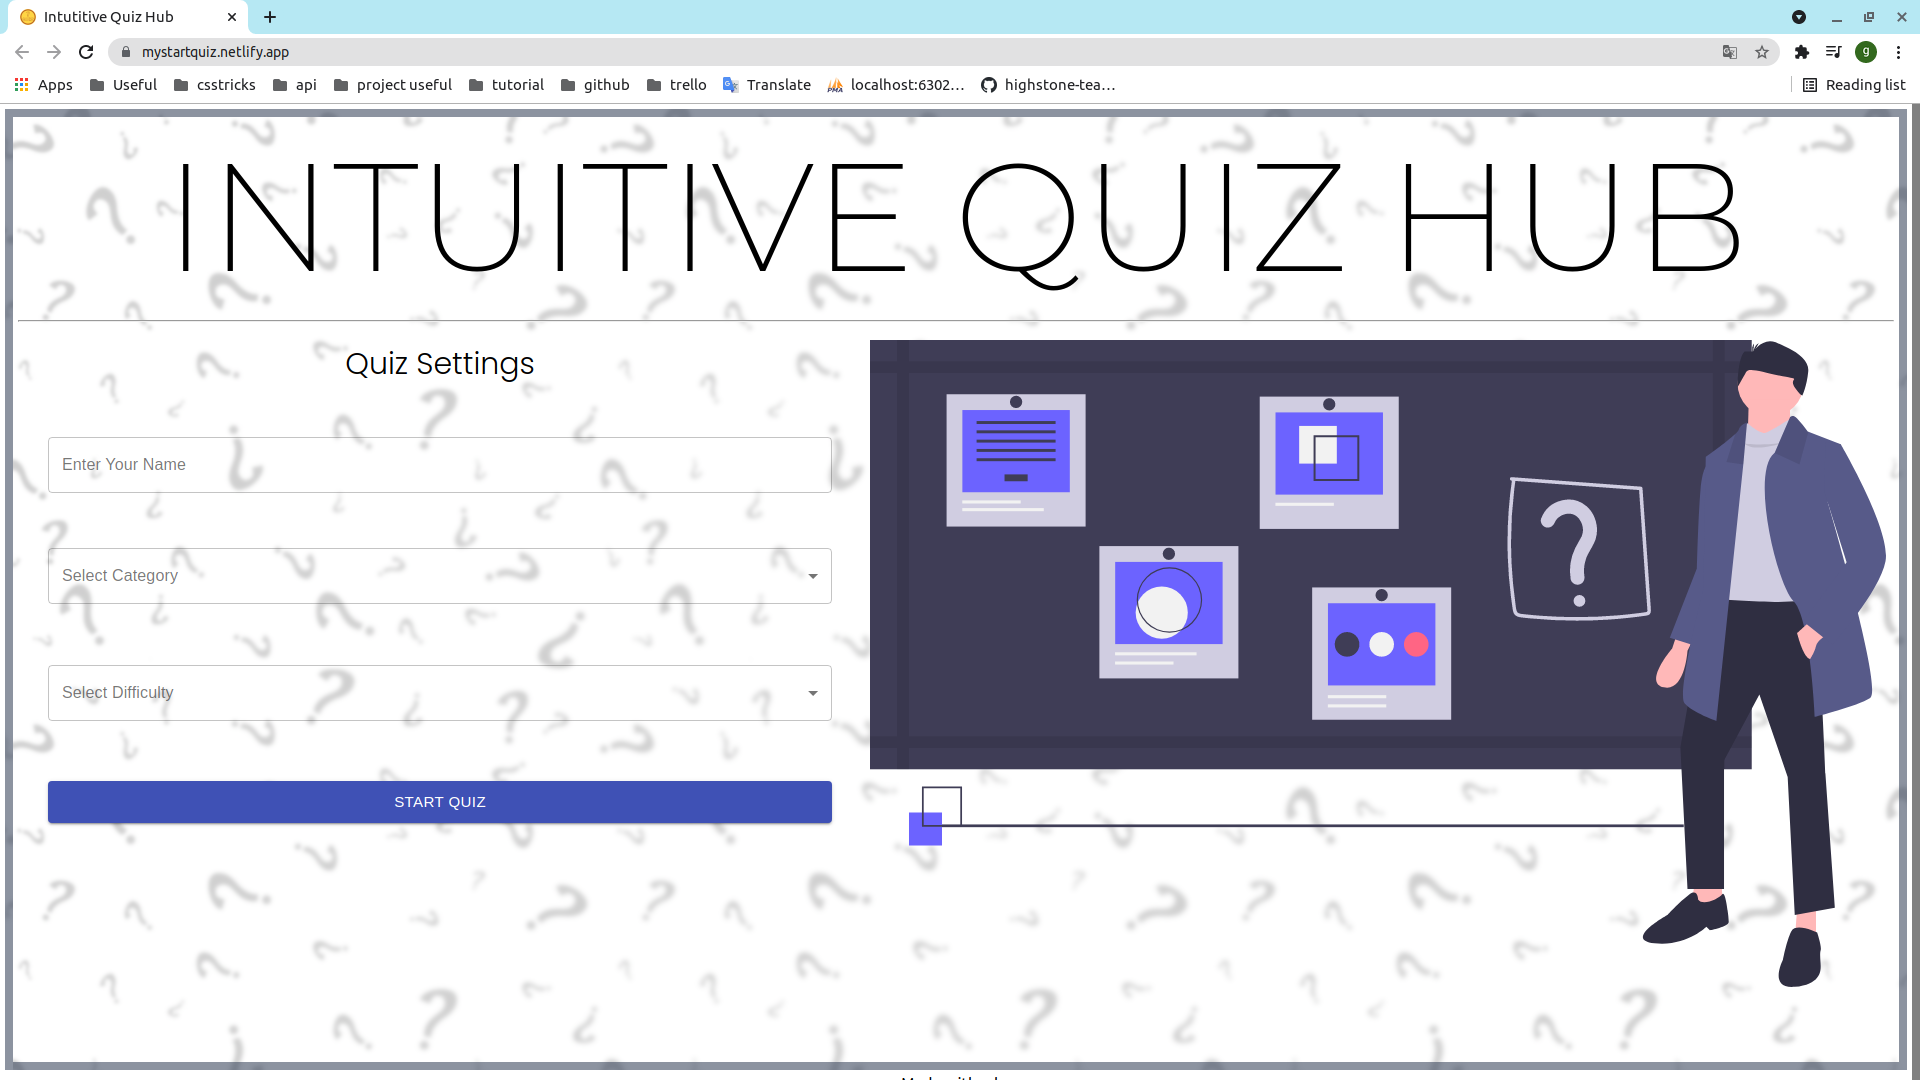 Intutitive Quiz Hub
mystartquiz.netlify.app
g
Apps Useful csstricks api project useful tutorial github trello Translate localhost:6302... highstone-tea... Reading list
INTUITIVE QUIZ HUB
Quiz Settings
Enter Your Name
Select Category
Select Difficulty
START QUIZ
?